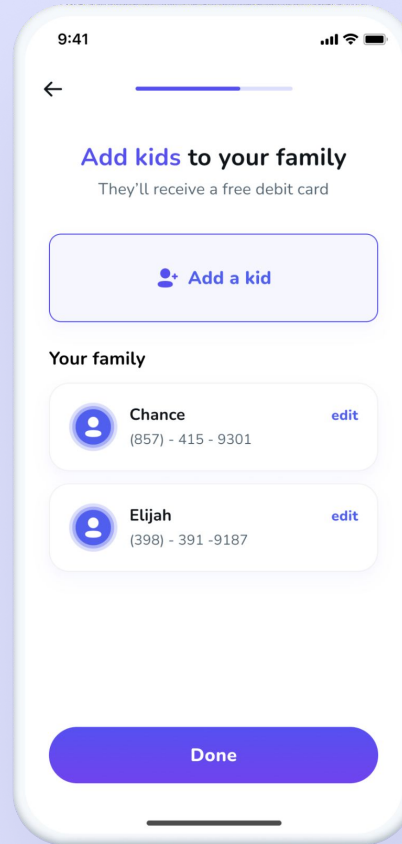 9:41
Add kids to your family
They’ll receive a free debit card
Add a kid
Your family
Chance
edit
(857) - 415 - 9301
Elijah
edit
(398) - 391 -9187
Done